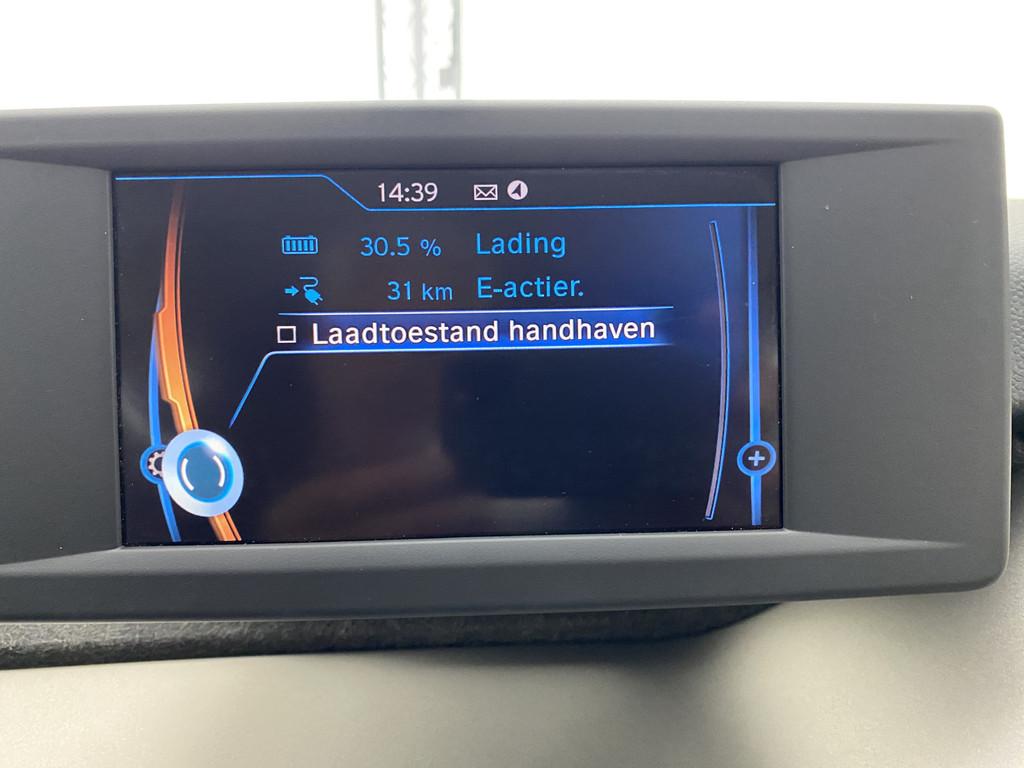 14:39
30.5 % Lading
31 km E-actier.
Laadtoestand handhaven